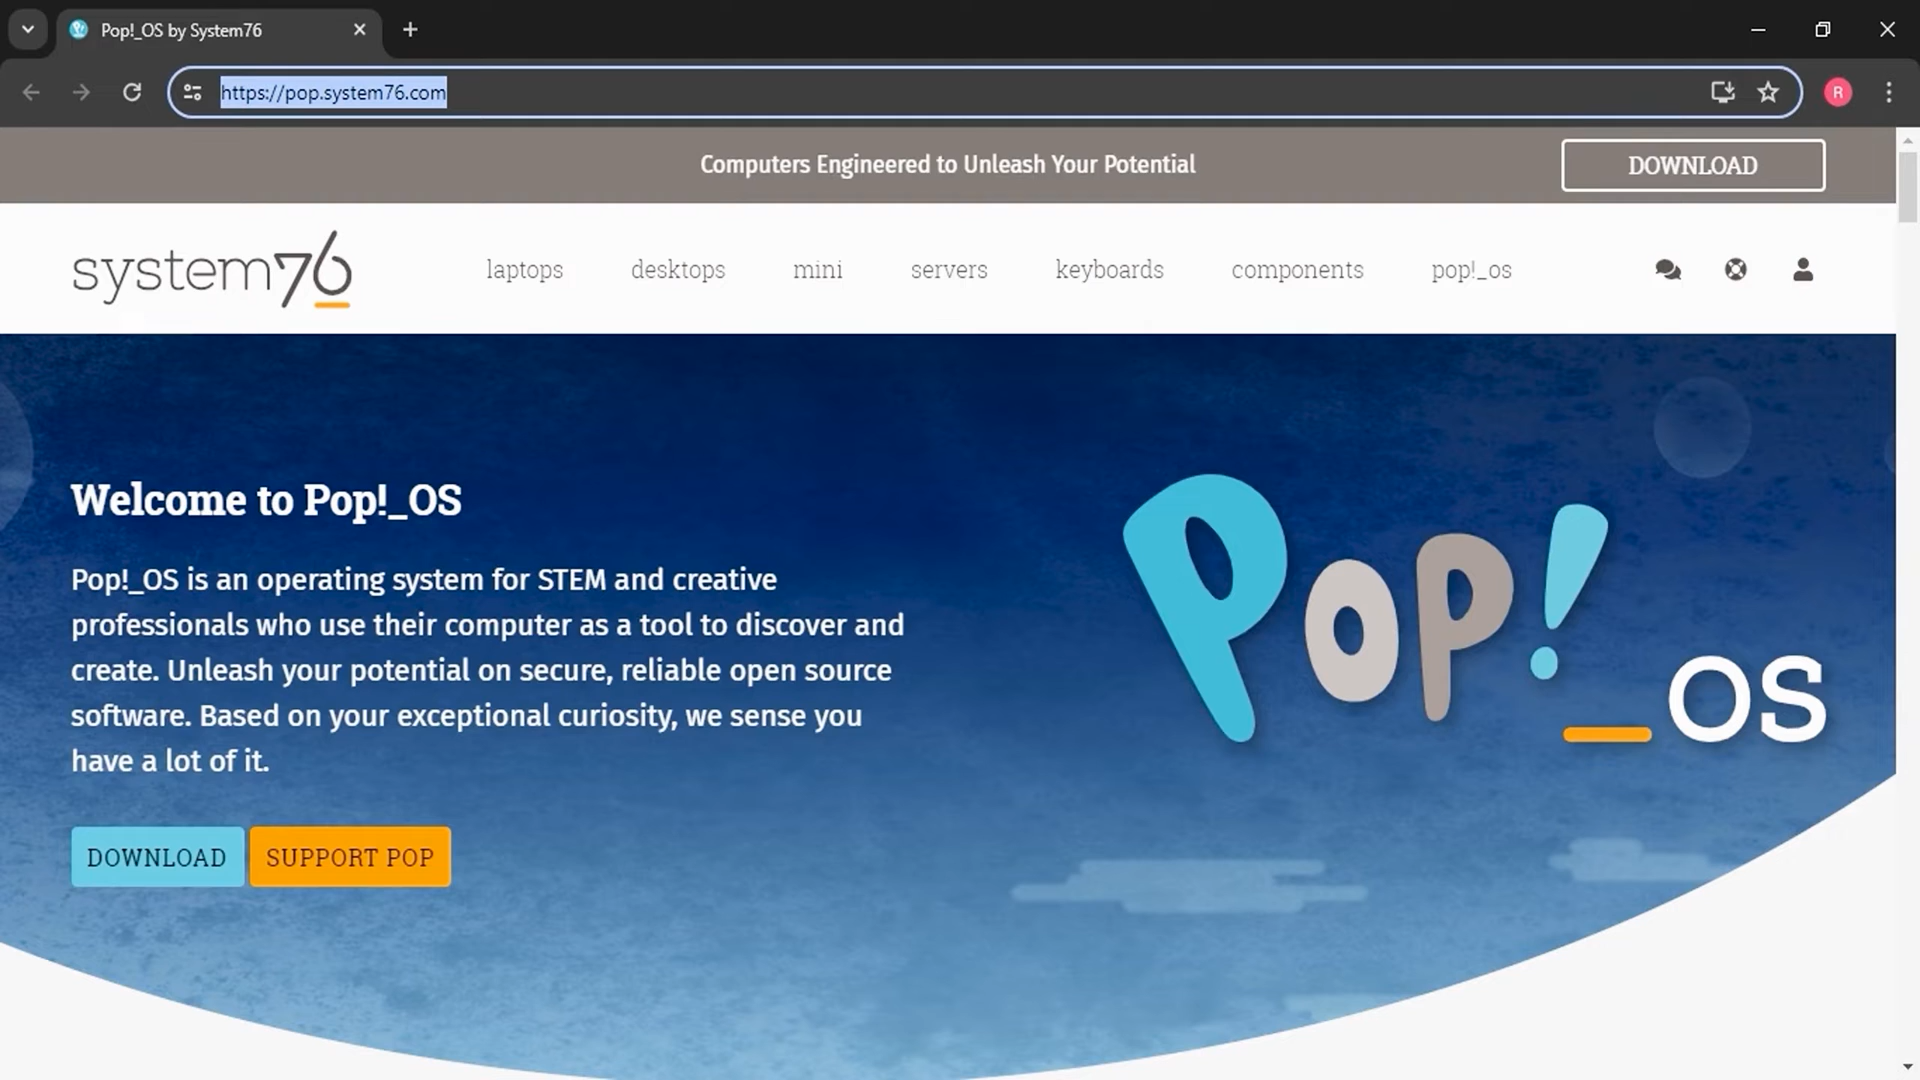 Pop!_OS by System76
https://pop.system76.com
R
Computers Engineered to Unleash Your Potential
DOWNLOAD
system76
laptops
desktops
mini
servers
keyboards
components
pop!_os
Welcome to Pop!_OS
Pop!_OS is an operating system for STEM and creative
professionals who use their computer as a tool to discover and
create. Unleash your potential on secure, reliable open source
software. Based on your exceptional curiosity, we sense you
have a lot of it.
DOWNLOAD
SUPPORT POP
Pop!_OS